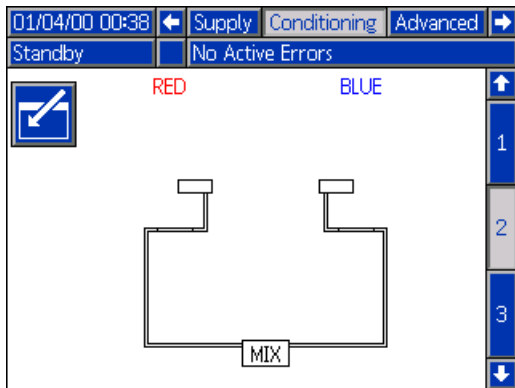 01/04/00 00:38 Supply Conditioning Advanced
Standby No Active Errors
RED BLUE
1
2
3
MIX